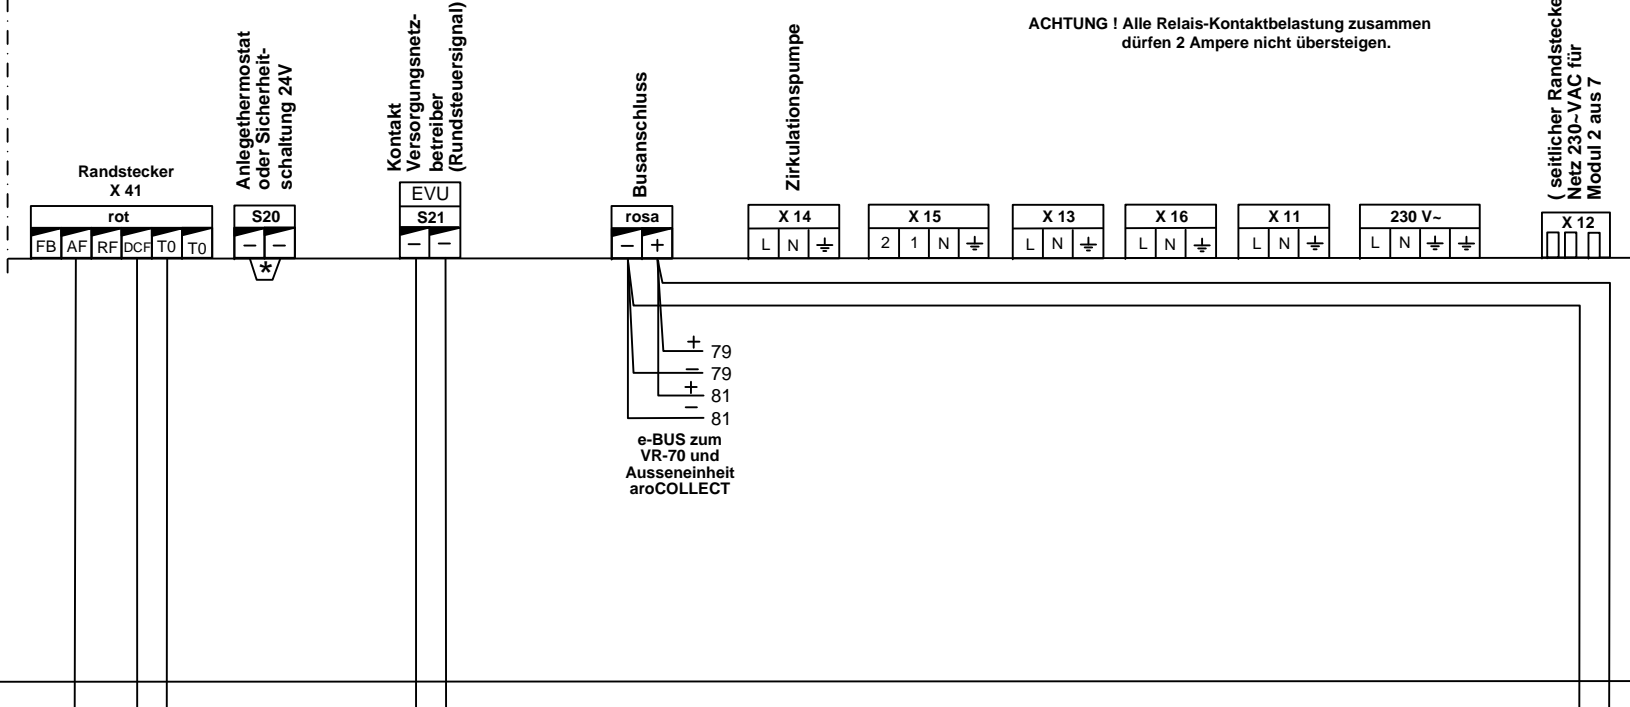 ACHTUNG ! Alle Relais-Kontaktbelastung zusammen
dürfen 2 Ampere nicht übersteigen.
Randstecker
X 41
rot
FB AF RF DCF T0 T0
Anlegethermostat
oder Sicherheit-
schaltung 24V
S20
– –
*
Kontakt
Versorgungsnetz-
betreiber
(Rundsteuersignal)
EVU
S21
– –
Busanschluss
rosa
– +
Zirkulationspumpe
X 14
L N
X 15
2 1 N
X 13
L N
X 16
L N
X 11
L N
230 V~
L N
( seitlicher Randstecke
Netz 230~VAC für
Modul 2 aus 7
X 12
+ 79
– 79
+ 81
– 81
e-BUS zum
VR-70 und
Ausseneinheit
aroCOLLECT